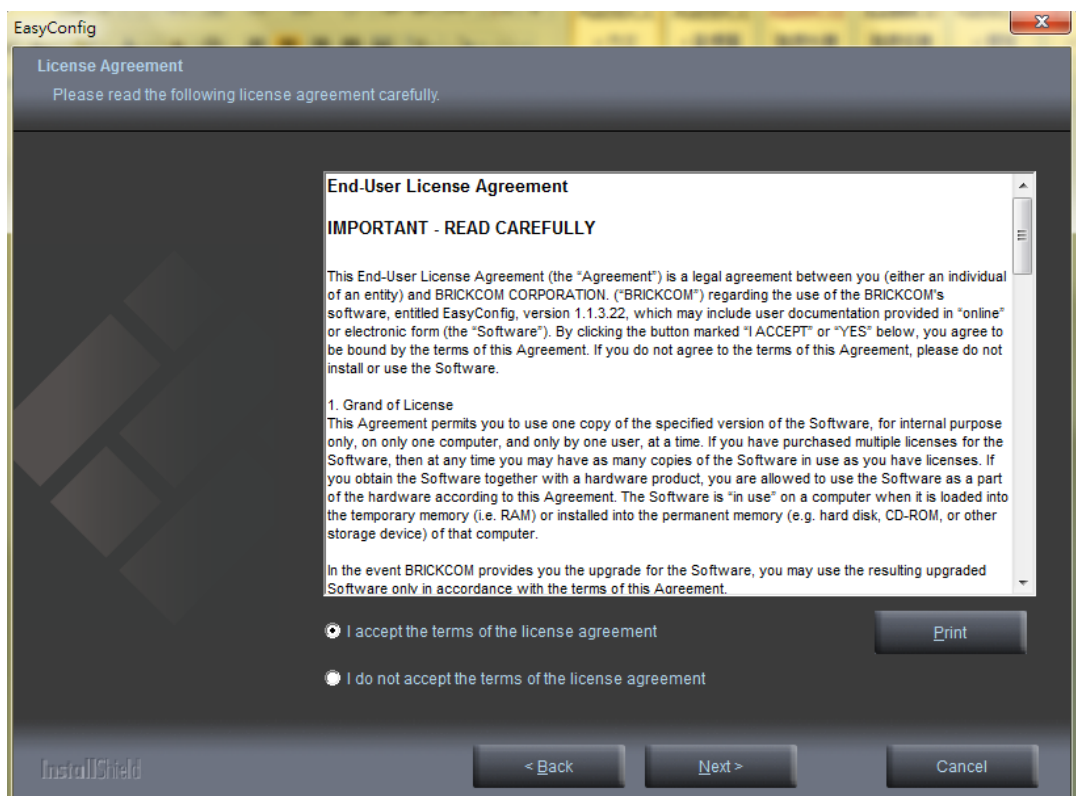 EasyConfig
License Agreement
Please read the following license agreement carefully.
End-User License Agreement
IMPORTANT - READ CAREFULLY
This End-User License Agreement (the “Agreement”) is a legal agreement between you (either an individual
of an entity) and BRICKCOM CORPORATION. (“BRICKCOM”) regarding the use of the BRICKCOM's
software, entitled EasyConfig, version 1.1.3.22, which may include user documentation provided in “online”
or electronic form (the “Software”). By clicking the button marked “I ACCEPT” or “YES” below, you agree to
be bound by the terms of this Agreement. If you do not agree to the terms of this Agreement, please do not
install or use the Software.
1. Grand of License
This Agreement permits you to use one copy of the specified version of the Software, for internal purpose
only, on only one computer, and only by one user, at a time. If you have purchased multiple licenses for the
Software, then at any time you may have as many copies of the Software in use as you have licenses. If
you obtain the Software together with a hardware product, you are allowed to use the Software as a part
of the hardware according to this Agreement. The Software is “in use” on a computer when it is loaded into
the temporary memory (i.e. RAM) or installed into the permanent memory (e.g. hard disk, CD-ROM, or other
storage device) of that computer.
In the event BRICKCOM provides you the upgrade for the Software, you may use the resulting upgraded
Software only in accordance with the terms of this Agreement.
I accept the terms of the license agreement
Print
I do not accept the terms of the license agreement
InstallShield
< Back
Next >
Cancel